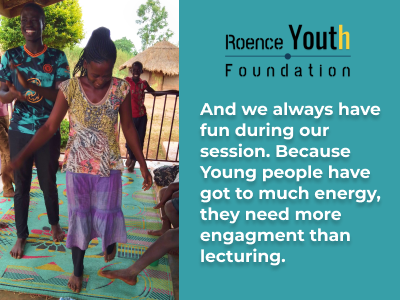 Roence Youth
Foundation
And we always have
fun during our
session. Because
Young people have
got to much energy,
they need more
engagment than
lecturing.